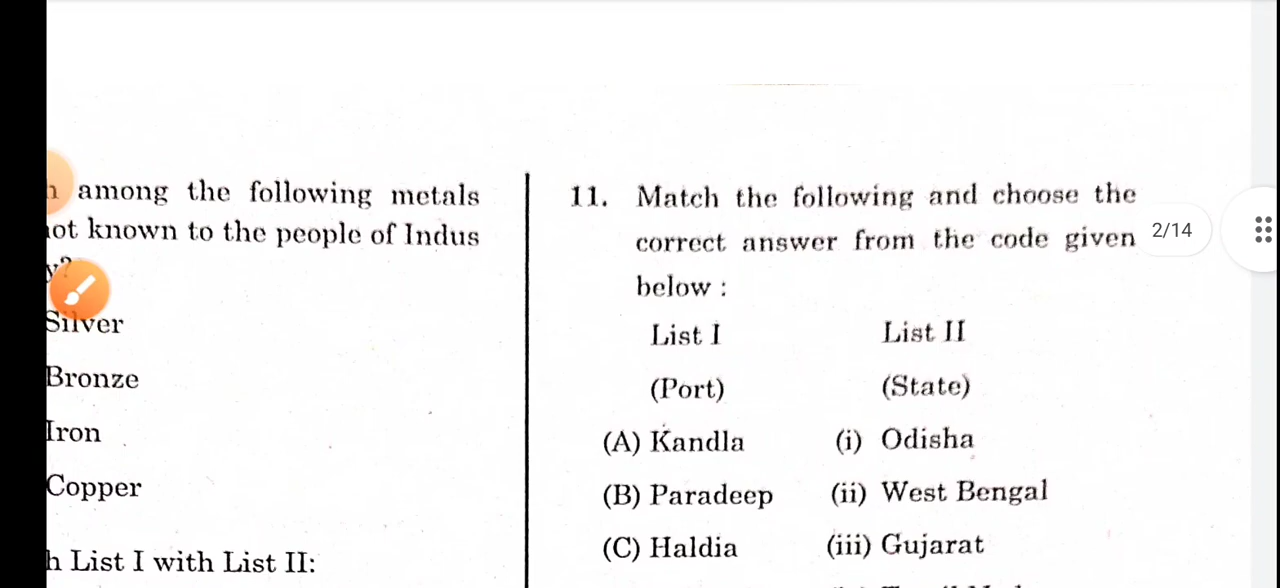 among the following metals
not known to the people of Indus
y?
Silver
Bronze
Iron
Copper
h List I with List II:
11. Match the following and choose the
correct answer from the code given
below :
List I List II
(Port) (State)
(A) Kandla (i) Odisha
(B) Paradeep (ii) West Bengal
(C) Haldia (iii) Gujarat
2/14